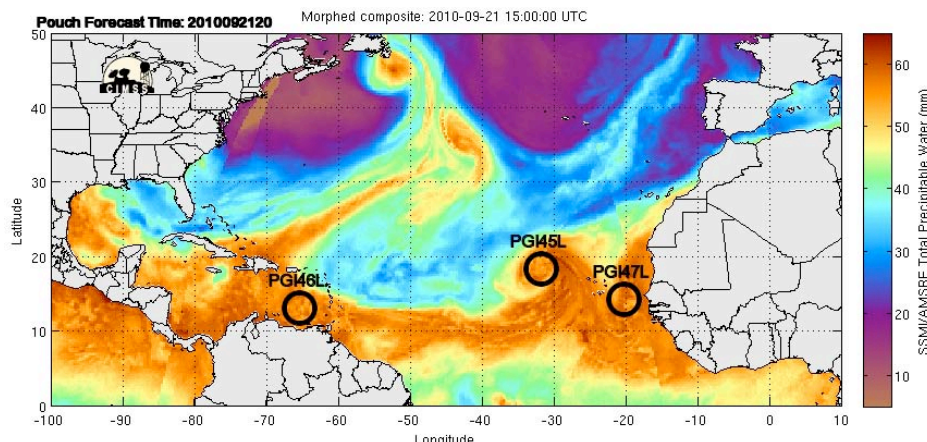 Pouch Forecast Time: 2010092120
Morphed composite: 2010-09-21 15:00:00 UTC
50
40
30
20
10
0
Latitude
CIMSS
PGI45L
PGI46L
PGI47L
-100 -90 -80 -70 -60 -50 -40 -30 -20 -10 0 10
Longitude
60
50
40
30
20
10
SSMI/AMSRE Total Precipitable Water (mm)